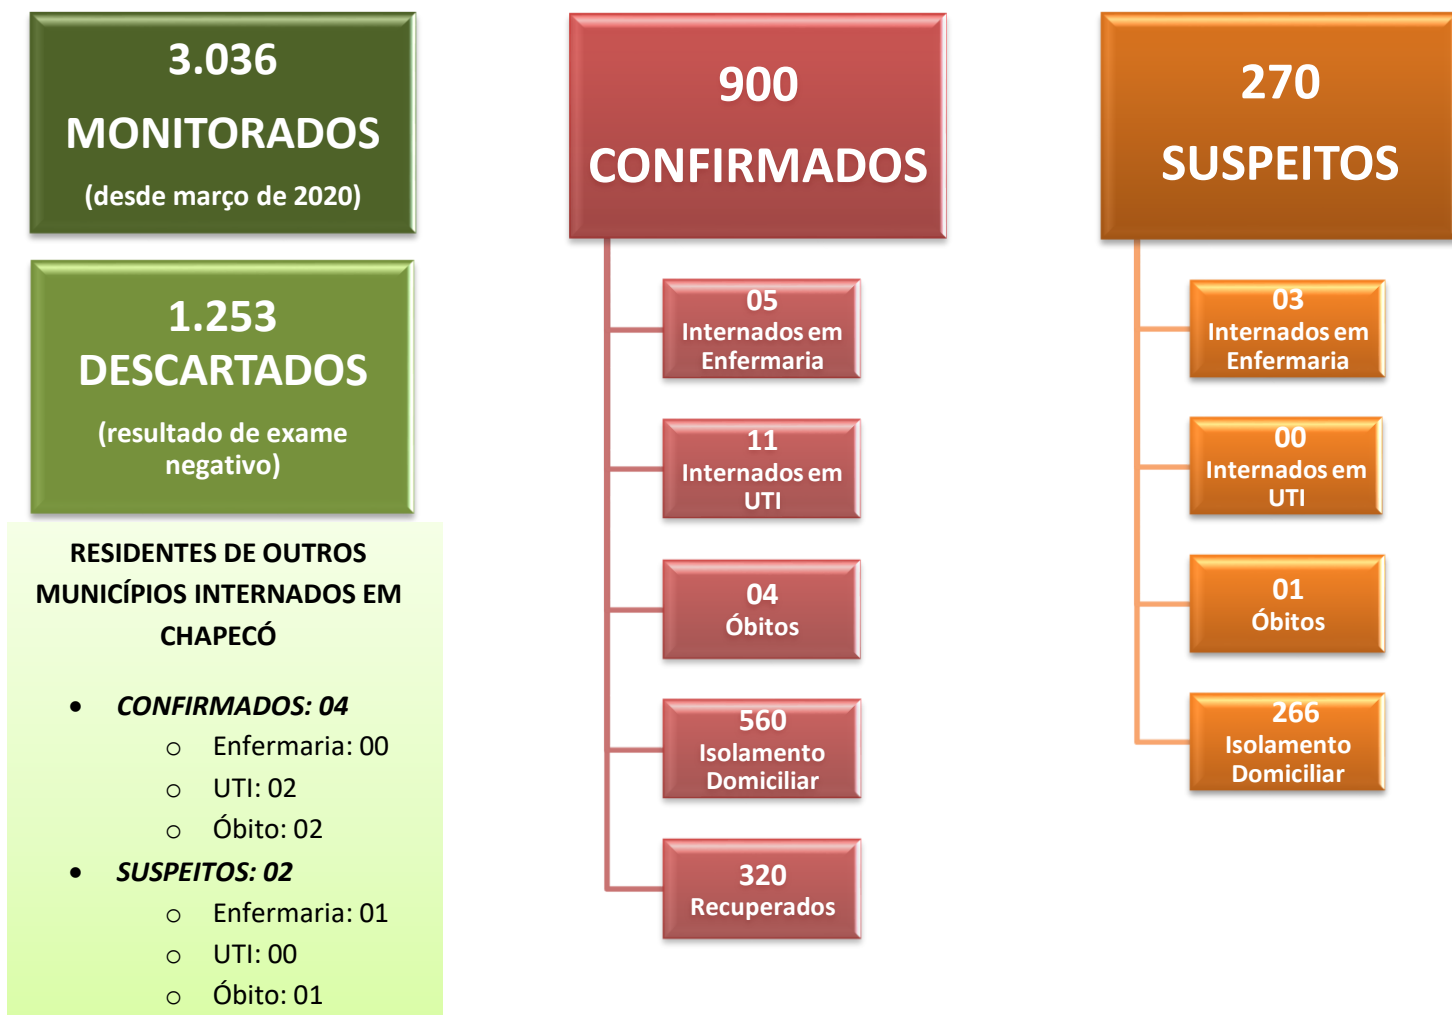 3.036
MONITORADOS
(desde março de 2020)
1.253
DESCARTADOS
(resultado de exame
negativo)
RESIDENTES DE OUTROS
MUNICÍPIOS INTERNADOS EM
CHAPECÓ
• CONFIRMADOS: 04
o Enfermaria: 00
o UTI: 02
o Óbito: 02
• SUSPEITOS: 02
o Enfermaria: 01
o UTI: 00
o Óbito: 01
900
CONFIRMADOS
05
Internados em
Enfermaria
11
Internados em
UTI
04
Óbitos
560
Isolamento
Domiciliar
320
Recuperados
270
SUSPEITOS
03
Internados em
Enfermaria
00
Internados em
UTI
01
Óbitos
266
Isolamento
Domiciliar